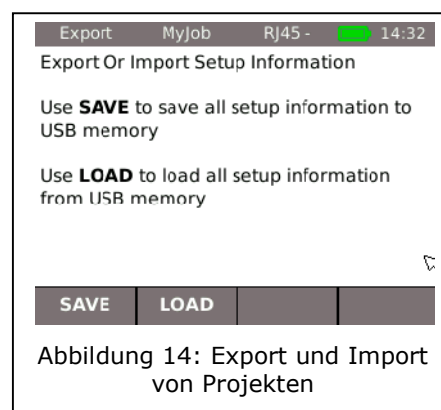 Export MyJob RJ45 - 14:32
Export Or Import Setup Information
Use SAVE to save all setup information to
USB memory
Use LOAD to load all setup information
from USB memory
SAVE LOAD
Abbildung 14: Export und Import
von Projekten